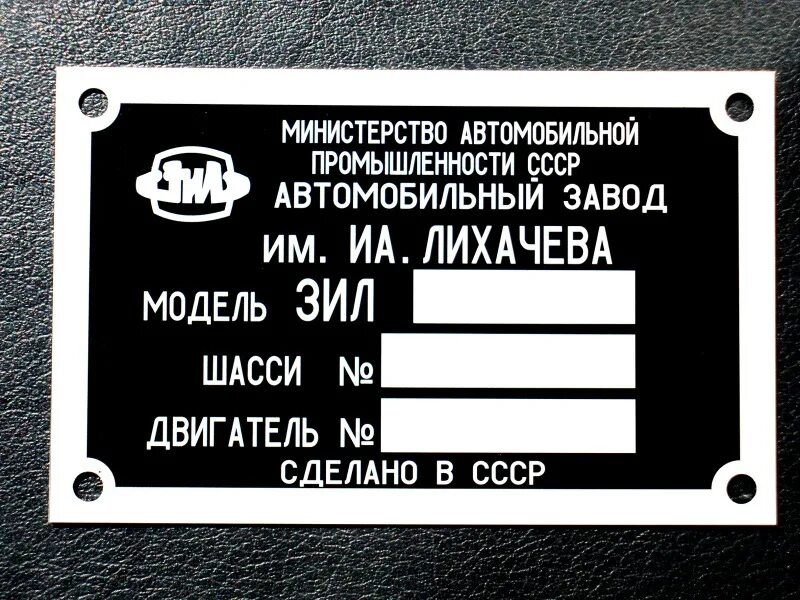 МИНИСТЕРСТВО АВТОМОБИЛЬНОЙ
ПРОМЫШЛЕННОСТИ СССР
ЗИЛ
АВТОМОБИЛЬНЫЙ ЗАВОД
им. ИА. ЛИХАЧЕВА
МОДЕЛЬ ЗИЛ
ШАССИ №
ДВИГАТЕЛЬ №
СДЕЛАНО В СССР